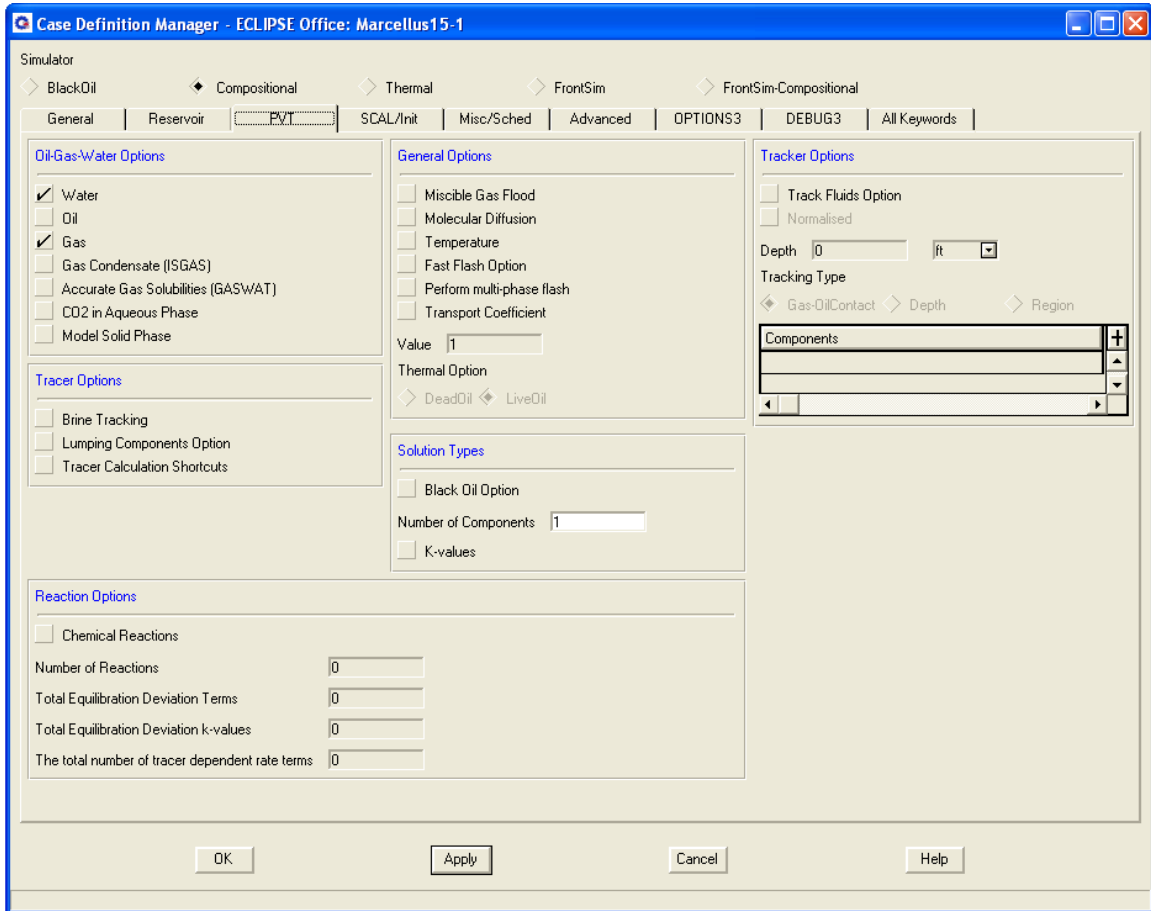 Case Definition Manager - ECLIPSE Office: Marcellus15-1
Simulator
BlackOil Compositional Thermal FrontSim FrontSim-Compositional
General Reservoir PVT SCAL/Init Misc/Sched Advanced OPTIONS3 DEBUG3 All Keywords
Oil-Gas-Water Options
Water
Oil
Gas
Gas Condensate (ISGAS)
Accurate Gas Solubilities (GASWAT)
CO2 in Aqueous Phase
Model Solid Phase
Tracer Options
Brine Tracking
Lumping Components Option
Tracer Calculation Shortcuts
General Options
Miscible Gas Flood
Molecular Diffusion
Temperature
Fast Flash Option
Perform multi-phase flash
Transport Coefficient
Value 1
Thermal Option
DeadOil LiveOil
Solution Types
Black Oil Option
Number of Components 1
K-values
Tracker Options
Track Fluids Option
Normalised
Depth 0 ft
Tracking Type
Gas-OilContact Depth Region
Components
Reaction Options
Chemical Reactions
Number of Reactions 0
Total Equilibration Deviation Terms 0
Total Equilibration Deviation k-values 0
The total number of tracer dependent rate terms 0
OK Apply Cancel Help